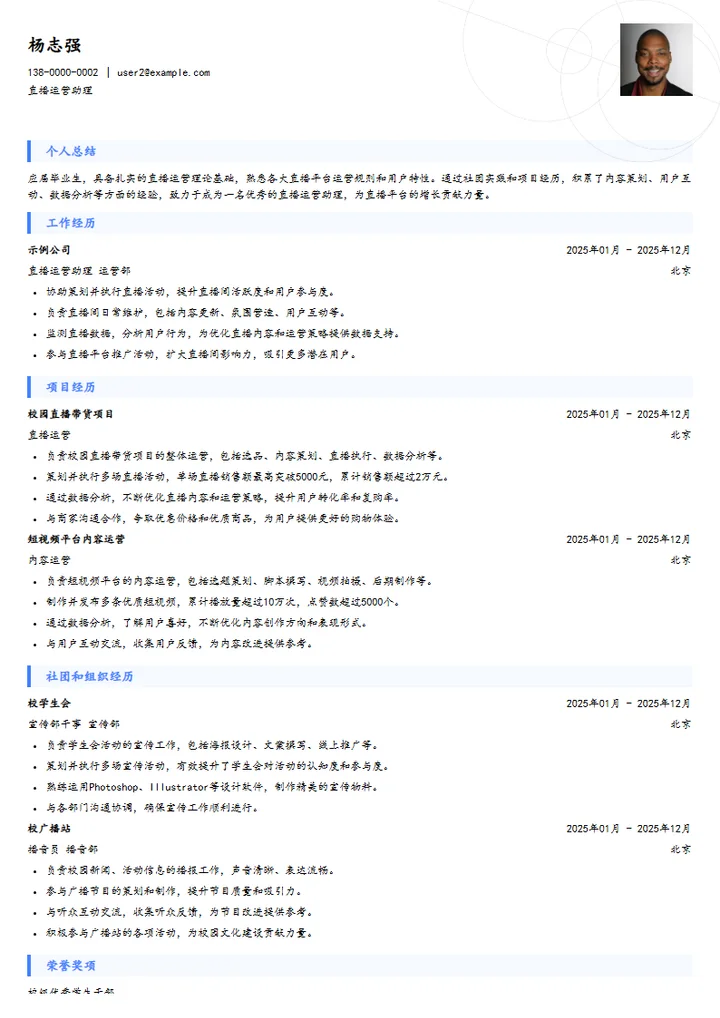 杨志强
138-0000-0002 | user2@example.com
直播运营助理
个人总结
应届毕业生，具备扎实的直播运营理论基础，熟悉各大直播平台运营规则和用户特性。通过社团实践和项目经历，积累了内容策划、用户互
动、数据分析等方面的经验，致力于成为一名优秀的直播运营助理，为直播平台的增长贡献力量。
工作经历
示例公司 2025年01月 - 2025年12月
直播运营助理 运营部 北京
• 协助策划并执行直播活动，提升直播间活跃度和用户参与度。
• 负责直播间日常维护，包括内容更新、氛围营造、用户互动等。
• 监测直播数据，分析用户行为，为优化直播内容和运营策略提供数据支持。
• 参与直播平台推广活动，扩大直播间影响力，吸引更多潜在用户。
项目经历
校园直播带货项目 2025年01月 - 2025年12月
直播运营 北京
• 负责校园直播带货项目的整体运营，包括选品、内容策划、直播执行、数据分析等。
• 策划并执行多场直播活动，单场直播销售额最高突破5000元，累计销售额超过2万元。
• 通过数据分析，不断优化直播内容和运营策略，提升用户转化率和复购率。
• 与商家沟通合作，争取优惠价格和优质商品，为用户提供更好的购物体验。
短视频平台内容运营 2025年01月 - 2025年12月
内容运营 北京
• 负责短视频平台的内容运营，包括选题策划、脚本撰写、视频拍摄、后期制作等。
• 制作并发布多条优质短视频，累计播放量超过10万次，点赞数超过5000个。
• 通过数据分析，了解用户喜好，不断优化内容创作方向和表现形式。
• 与用户互动交流，收集用户反馈，为内容改进提供参考。
社团和组织经历
校学生会 2025年01月 - 2025年12月
宣传部干事 宣传部 北京
• 负责学生会活动的宣传工作，包括海报设计、文案撰写、线上推广等。
• 策划并执行多场宣传活动，有效提升了学生会对活动的认知度和参与度。
• 熟练运用Photoshop、Illustrator等设计软件，制作精美的宣传物料。
• 与各部门沟通协调，确保宣传工作顺利进行。
校广播站 2025年01月 - 2025年12月
播音员 播音部 北京
• 负责校园新闻、活动信息的播报工作，声音清晰、表达流畅。
• 参与广播节目的策划和制作，提升节目质量和吸引力。
• 与听众互动交流，收集听众反馈，为节目改进提供参考。
• 积极参与广播站的各项活动，为校园文化建设贡献力量。
荣誉奖项
校级优秀学生干部